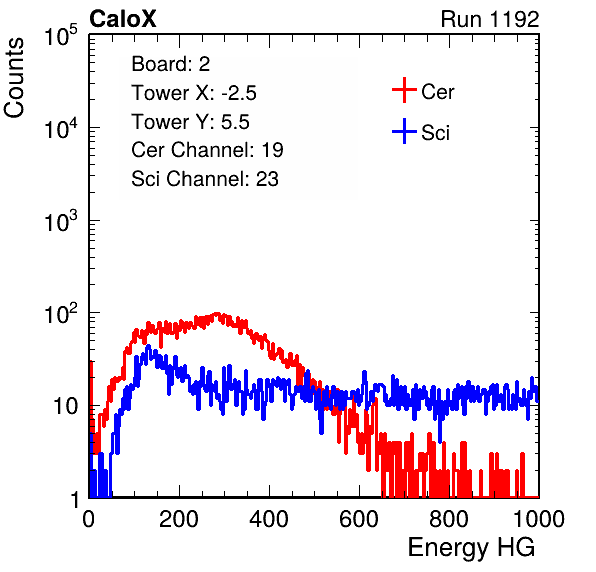 CaloX Run 1192
Counts
10^5
10^4
10^3
10^2
10
1
Board: 2
Tower X: -2.5
Tower Y: 5.5
Cer Channel: 19
Sci Channel: 23
Cer
Sci
0 200 400 600 800 1000
Energy HG